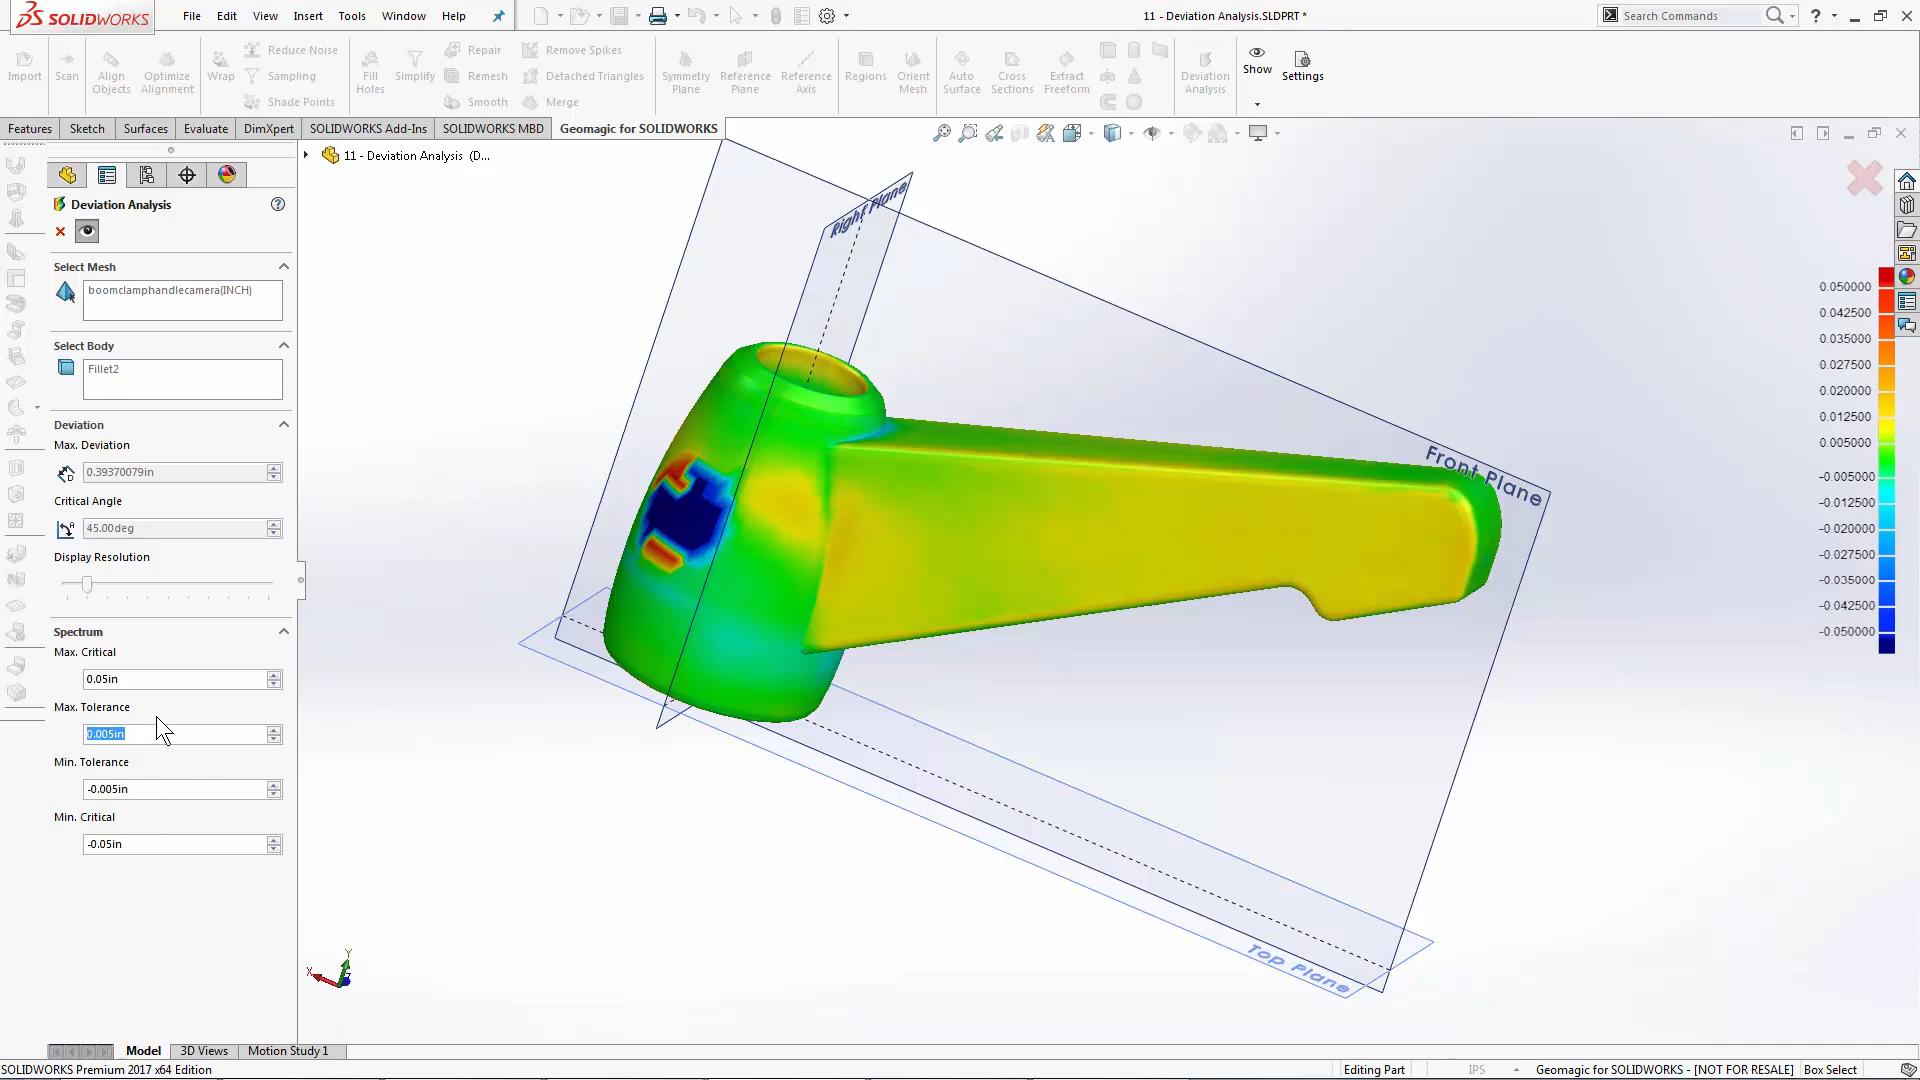 SOLIDWORKS
File Edit View Insert Tools Window Help
11 - Deviation Analysis.SLDPRT *
Search Commands
Import
Scan
Align Objects
Optimize Alignment
Wrap
Reduce Noise
Sampling
Shade Points
Fill Holes
Simplify
Repair
Remesh
Smooth
Remove Spikes
Detached Triangles
Merge
Symmetry Plane
Reference Plane
Reference Axis
Regions
Orient Mesh
Auto Surface
Cross Sections
Extract Freeform
Deviation Analysis
Show
Settings
Features Sketch Surfaces Evaluate DimXpert SOLIDWORKS Add-Ins SOLIDWORKS MBD Geomagic for SOLIDWORKS
11 - Deviation Analysis (D...
Deviation Analysis
Select Mesh
boomclamphandlecamera(INCH)
Select Body
Fillet2
Deviation
Max. Deviation
0.39370079in
Critical Angle
45.00deg
Display Resolution
Spectrum
Max. Critical
0.05in
Max. Tolerance
0.005in
Min. Tolerance
-0.005in
Min. Critical
-0.05in
Right Plane
Front Plane
Top Plane
0.050000
0.042500
0.035000
0.027500
0.020000
0.012500
0.005000
-0.005000
-0.012500
-0.020000
-0.027500
-0.035000
-0.042500
-0.050000
Y
X
Z
Model 3D Views Motion Study 1
SOLIDWORKS Premium 2017 x64 Edition
Editing Part
IPS
Geomagic for SOLIDWORKS - [NOT FOR RESALE]
Box Select